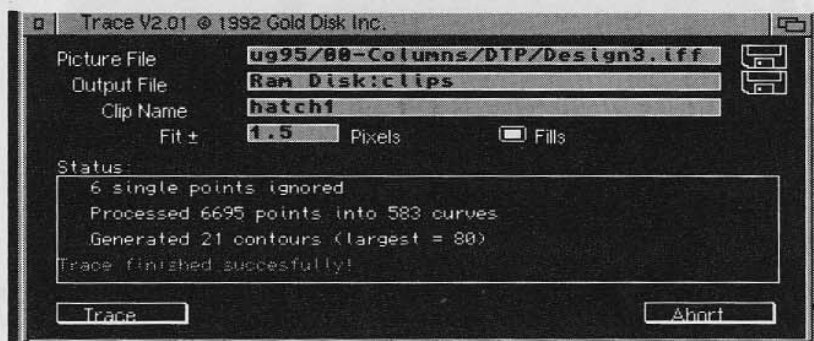 Trace V2.01 © 1992 Gold Disk Inc.
Picture File ug95/00-Columns/DTP/Design3.iff
Output File Ram Disk:clips
Clip Name hatch1
Fit ± 1.5 Pixels Fills
Status:
6 single points ignored
Processed 6695 points into 583 curves
Generated 21 contours (largest = 80)
Trace finished succesfully!
Trace Abort